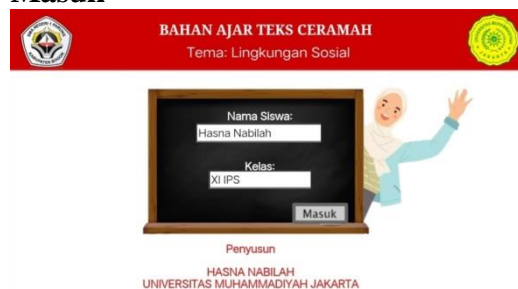 BAHAN AJAR TEKS CERAMAH
Tema: Lingkungan Sosial
Nama Siswa:
Hasna Nabilah
Kelas:
XI IPS
Masuk
Penyusun
HASNA NABILAH
UNIVERSITAS MUHAMMADIYAH JAKARTA